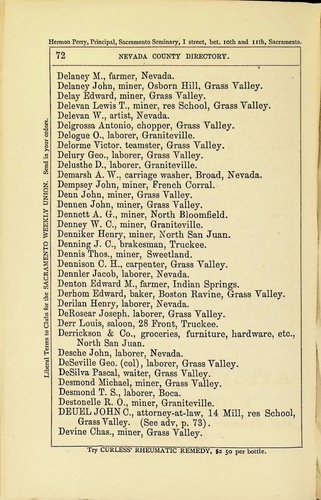 Hermon Perry, Principal, Sacramento Seminary, I street, bet. 10th and 11th, Sacramento.
72 NEVADA COUNTY DIRECTORY.
Delaney M., farmer, Nevada.
Delaney John, miner, Osborn Hill, Grass Valley.
Delay Edward, miner, Grass Valley.
Delevan Lewis T., miner, res School, Grass Valley.
Delevan W., artist, Nevada.
Delgrossa Antonio, chopper, Grass Valley.
Delogue O., laborer, Graniteville.
Delorme Victor. teamster, Grass Valley.
Delury Geo., laborer, Grass Valley.
Delusthe D., laborer, Graniteville.
Demarsh A. W., carriage washer, Broad, Nevada.
Dempsey John, miner, French Corral.
Denn John, miner, Grass Valley.
Dennen John, miner, Grass Valley.
Dennett A. G., miner, North Bloomfield.
Denney W. C., miner, Graniteville.
Denniker Henry, miner, North San Juan.
Denning J. C., brakesman, Truckee.
Dennis Thos., miner, Sweetland.
Dennison C. H., carpenter, Grass Valley.
Dennler Jacob, laborer, Nevada.
Denton Edward M., farmer, Indian Springs.
Derhom Edward, baker, Boston Ravine, Grass Valley.
Derilan Henry, laborer, Nevada.
DeRosear Joseph. laborer, Grass Valley.
Derr Louis, saloon, 28 Front, Truckee.
Derrickson & Co., groceries, furniture, hardware, etc.,
North San Juan.
Desche John, laborer, Nevada.
DeSeville Geo. (col), laborer, Grass Valley.
DeSilva Pascal, waiter, Grass Valley.
Desmond Michael, miner, Grass Valley.
Desmond T. S., laborer, Boca.
Destonelle R. O., miner, Graniteville.
DEUEL JOHN C., attorney-at-law, 14 Mill, res School,
Grass Valley. (See adv, p. 73).
Devine Chas., miner, Grass Valley.
Try CURLESS' RHEUMATIC REMEDY, $2 50 per bottle.
Liberal Terms to Clubs for the SACRAMENTO WEEKLY UNION. Send in your orders.